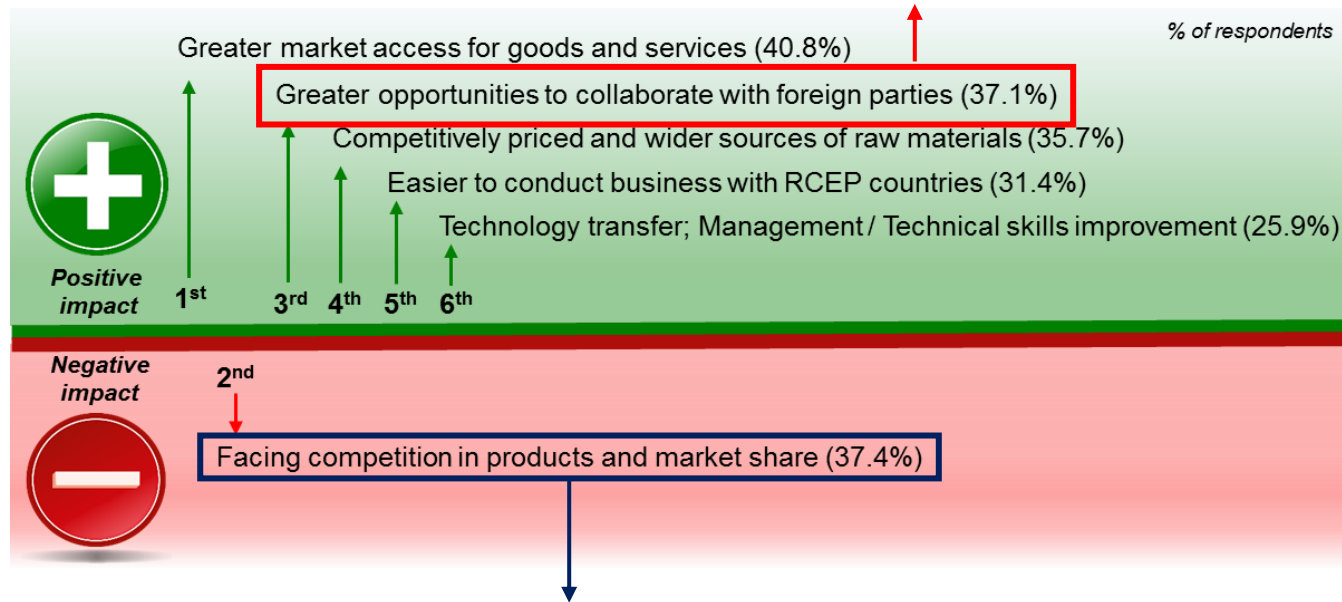 % of respondents
Greater market access for goods and services (40.8%)
Greater opportunities to collaborate with foreign parties (37.1%)
Competitively priced and wider sources of raw materials (35.7%)
Easier to conduct business with RCEP countries (31.4%)
Technology transfer; Management / Technical skills improvement (25.9%)
Positive
impact
1st
3rd
4th
5th
6th
Negative
impact
2nd
Facing competition in products and market share (37.4%)